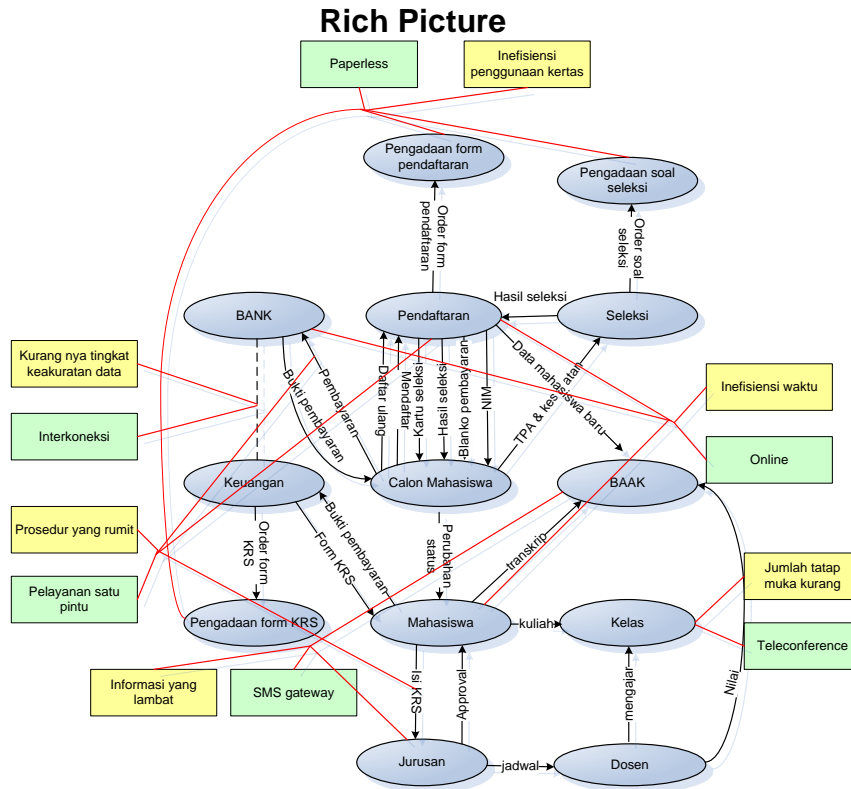 Rich Picture
Paperless
Inefisiensi
penggunaan kertas
Pengadaan form
pendaftaran
Pengadaan soal
seleksi
Order form
pendaftaran
Order soal
seleksi
Hasil seleksi
BANK
Pendaftaran
Seleksi
Kurang nya tingkat
keakuratan data
Interkoneksi
Bukti pembayaran
Pembayaran
Daftar ulang
Mendaftar
Kartu seleksi
Hasil seleksi
Blanko pembayaran
NIM
Data mahasiswa baru
TPA & kesehatan
Inefisiensi waktu
Online
Keuangan
Calon Mahasiswa
BAAK
Prosedur yang rumit
Pelayanan satu
pintu
Order form
KRS
Form KRS
Bukti pembayaran
Perubahan
status
transkrip
Jumlah tatap
muka kurang
Teleconference
Pengadaan form KRS
Mahasiswa
kuliah
Kelas
Informasi yang
lambat
SMS gateway
Isi KRS
Approval
mengajar
Nilai
Jurusan
jadwal
Dosen